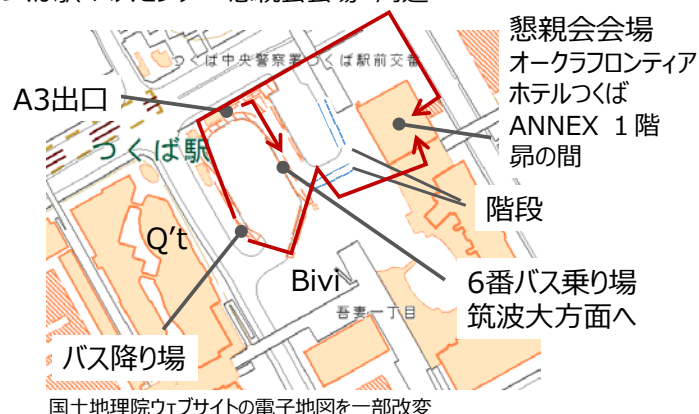 懇親会会場
オークラフロンティア
ホテルつくば
ANNEX 1階
昴の間
つくば中央警察署つくば駅前交番
A3出口
つくば駅
階段
Q't
Bivi
6番バス乗り場
筑波大方面へ
吾妻一丁目
バス降り場
国土地理院ウェブサイトの電子地図を一部改変